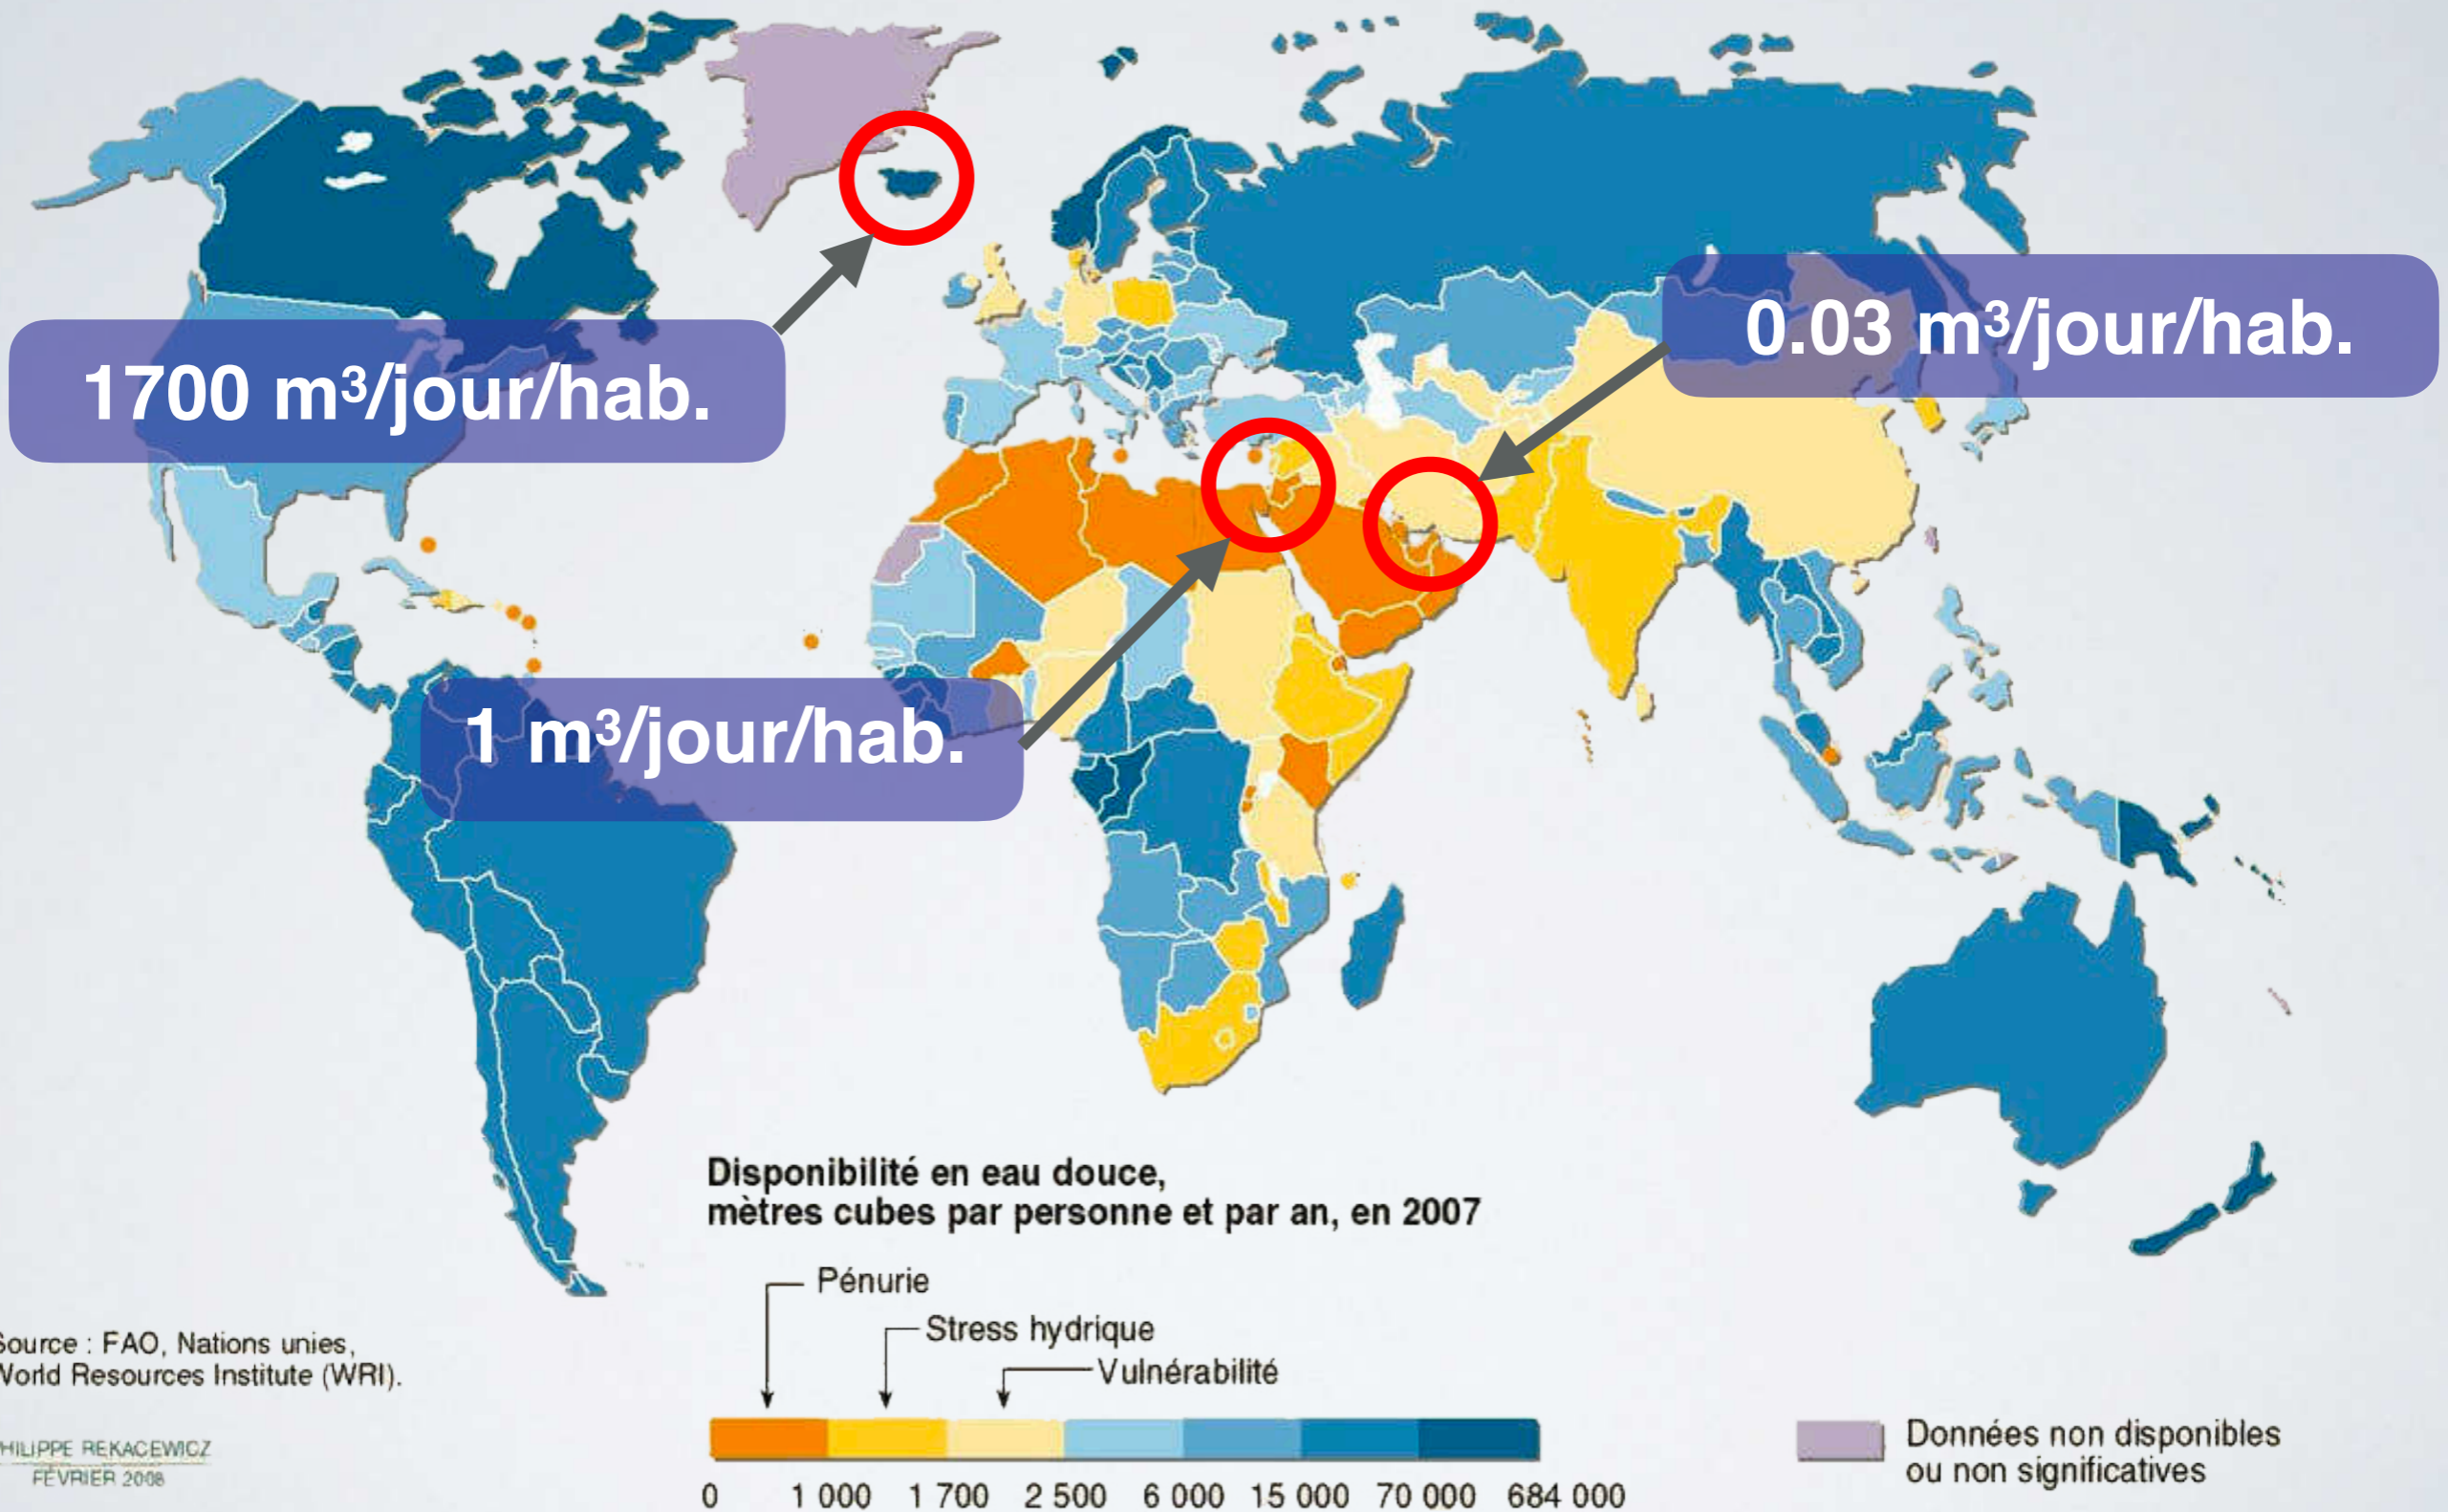 1700 m³/jour/hab.
0.03 m³/jour/hab.
1 m³/jour/hab.
Disponibilité en eau douce,
mètres cubes par personne et par an, en 2007
Pénurie
Stress hydrique
Vulnérabilité
Source : FAO, Nations unies,
World Resources Institute (WRI).
PHILIPPE REKACEWICZ
FÉVRIER 2008
0 1 000 1 700 2 500 6 000 15 000 70 000 684 000
Données non disponibles
ou non significatives